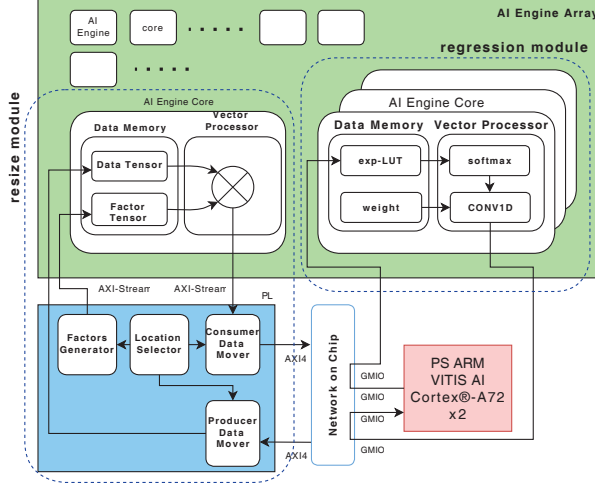 AI Engine Array
AI
Engine
core
regression module
resize module
AI Engine Core
Data Memory
Vector
Processor
Data Tensor
Factor
Tensor
AI Engine Core
Data Memory
Vector Processor
exp-LUT
softmax
weight
CONV1D
AXI-Stream
AXI-Stream
PL
Factors
Generator
Location
Selector
Consumer
Data
Mover
Producer
Data
Mover
AXI4
AXI4
Network on Chip
GMIO
GMIO
GMIO
GMIO
PS ARM
VITIS AI
Cortex®-A72
x2